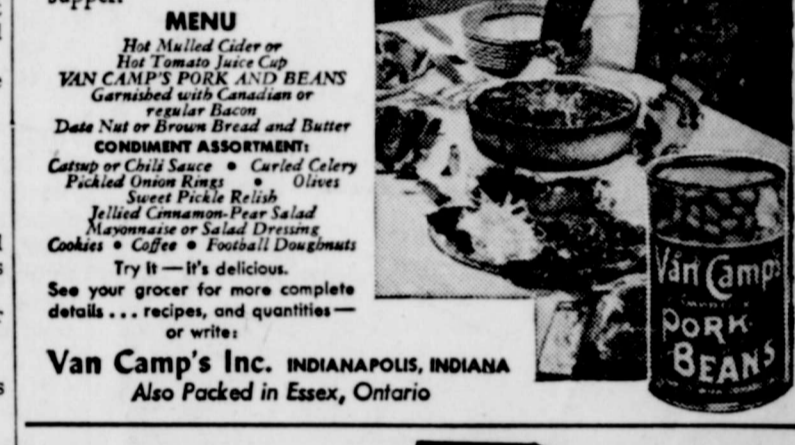 supper.
MENU
Hot Mulled Cider or
Hot Tomato Juice Cup
VAN CAMP'S PORK AND BEANS
Garnished with Canadian or
regular Bacon
Date Nut or Brown Bread and Butter
CONDIMENT ASSORTMENT:
Catsup or Chili Sauce • Curled Celery
Pickled Onion Rings • Olives
Sweet Pickle Relish
Jellied Cinnamon-Pear Salad
Mayonnaise or Salad Dressing
Cookies • Coffee • Football Doughnuts
Try It — It's delicious.
See your grocer for more complete
details . . . recipes, and quantities —
or write:
Van Camp's Inc. INDIANAPOLIS, INDIANA
Also Packed in Essex, Ontario
Van Camp's
PORK
BEANS